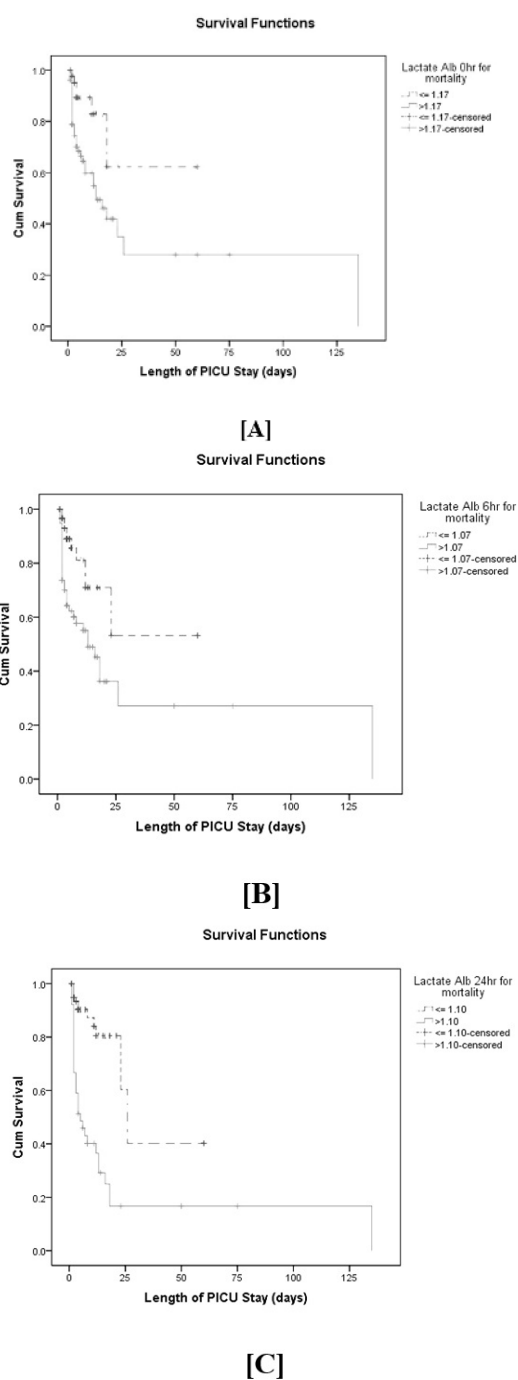 Survival Functions
Lactate Alb 0hr for
mortality
<= 1.17
>1.17
<= 1.17-censored
>1.17-censored
1.0
0.8
0.6
0.4
0.2
0.0
Cum Survival
0 25 50 75 100 125
Length of PICU Stay (days)
[A]
Survival Functions
Lactate Alb 6hr for
mortality
<= 1.07
>1.07
<= 1.07-censored
>1.07-censored
1.0
0.8
0.6
0.4
0.2
0.0
Cum Survival
0 25 50 75 100 125
Length of PICU Stay (days)
[B]
Survival Functions
Lactate Alb 24hr for
mortality
<= 1.10
>1.10
<= 1.10-censored
>1.10-censored
1.0
0.8
0.6
0.4
0.2
0.0
Cum Survival
0 25 50 75 100 125
Length of PICU Stay (days)
[C]